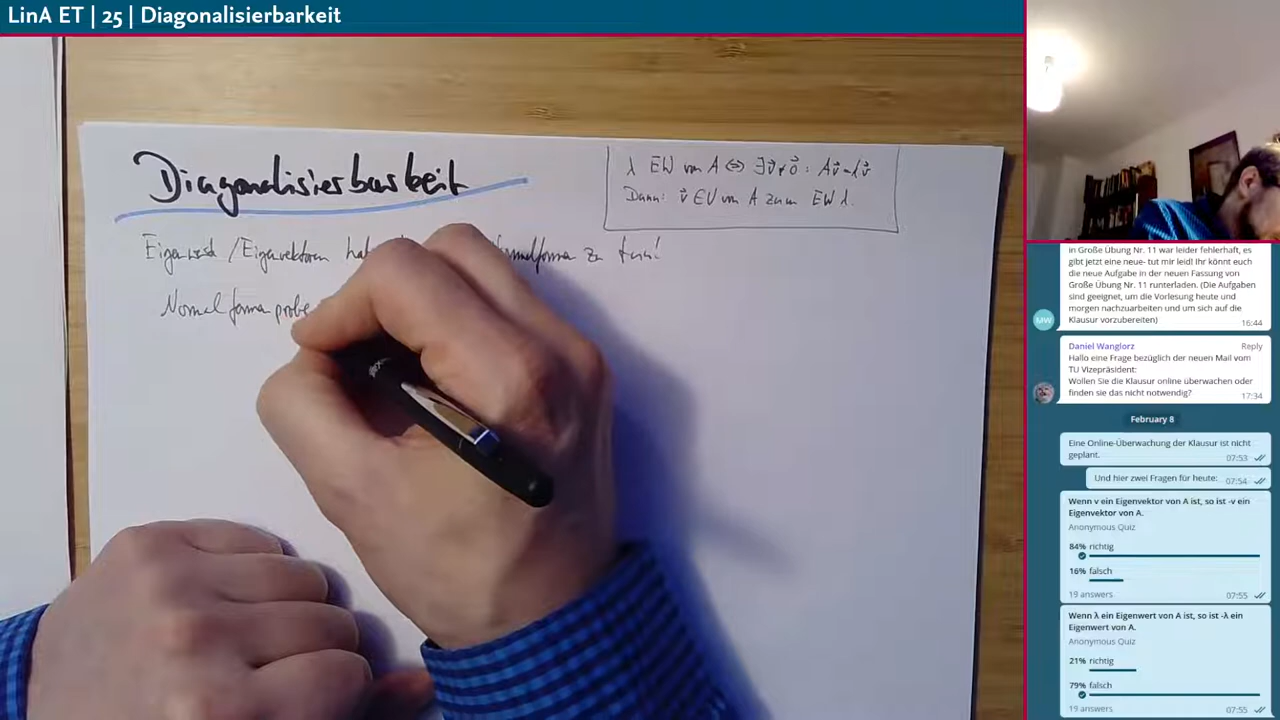 LinA ET | 25 | Diagonalisierbarkeit
Diagonalisierbarkeit
λ EW von A ⇔ ∃v⃗≠0⃗: Av⃗=λv⃗
Dann: v⃗ EV von A zum EW λ.
Eigenwert/Eigenvektoren zu tun!
Normalformen
in Große Übung Nr. 11 war leider fehlerhaft, es
gibt jetzt eine neue- tut mir leid! Ihr könnt euch
die neue Aufgabe in der neuen Fassung von
Große Übung Nr. 11 runterladen. (Die Aufgaben
sind geeignet, um die Vorlesung heute und
morgen nachzuarbeiten und um sich auf die
Klausur vorzubereiten)
16:44
MW
Daniel Wanglorz Reply
Hallo eine Frage bezüglich der neuen Mail vom
TU Vizepräsident:
Wollen Sie die Klausur online überwachen oder
finden sie das nicht notwendig?
17:34
February 8
Eine Online-Überwachung der Klausur ist nicht
geplant. 07:53
Und hier zwei Fragen für heute: 07:54
Wenn v ein Eigenvektor von A ist, so ist -v ein
Eigenvektor von A.
Anonymous Quiz
84% richtig
16% falsch
19 answers 07:55
Wenn λ ein Eigenwert von A ist, so ist -λ ein
Eigenwert von A.
Anonymous Quiz
21% richtig
79% falsch
19 answers 07:55